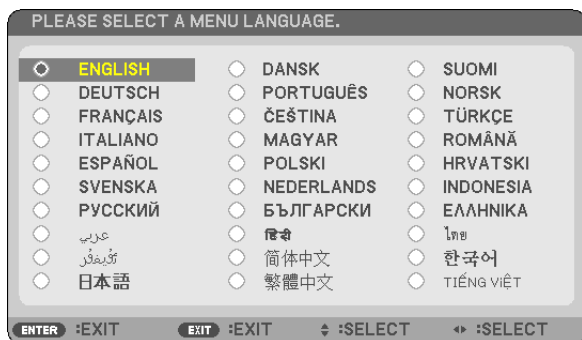 PLEASE SELECT A MENU LANGUAGE.
ENGLISH DANSK SUOMI
DEUTSCH PORTUGUÊS NORSK
FRANÇAIS ČEŠTINA TÜRKÇE
ITALIANO MAGYAR ROMÂNĂ
ESPAÑOL POLSKI HRVATSKI
SVENSKA NEDERLANDS INDONESIA
РУССКИЙ БЪЛГАРСКИ ΕΛΛΗΝΙΚΑ
عربي हिंदी ไทย
简体中文 한국어
日本語 繁體中文 TIẾNG VIỆT
ENTER :EXIT EXIT :EXIT :SELECT :SELECT